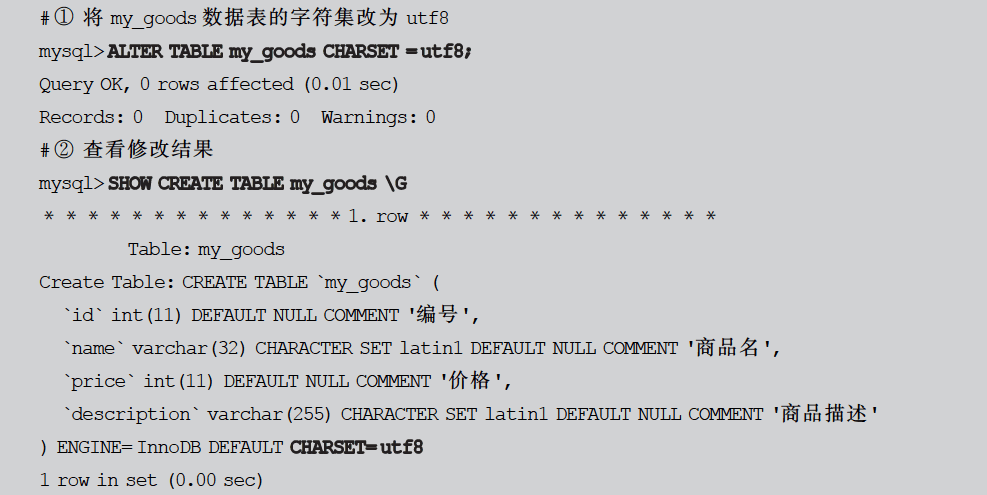 #① 将 my_goods 数据表的字符集改为 utf8
mysql>ALTER TABLE my_goods CHARSET =utf8;
Query OK, 0 rows affected (0.01 sec)
Records: 0  Duplicates: 0  Warnings: 0
#② 查看修改结果
mysql>SHOW CREATE TABLE my_goods \G
* * * * * * * * * * * * * * 1. row * * * * * * * * * * * * * *
Table: my_goods
Create Table: CREATE TABLE `my_goods` (
`id` int(11) DEFAULT NULL COMMENT '编号',
`name` varchar(32) CHARACTER SET latin1 DEFAULT NULL COMMENT '商品名',
`price` int(11) DEFAULT NULL COMMENT '价格',
`description` varchar(255) CHARACTER SET latin1 DEFAULT NULL COMMENT '商品描述'
) ENGINE= InnoDB DEFAULT CHARSET=utf8
1 row in set (0.00 sec)